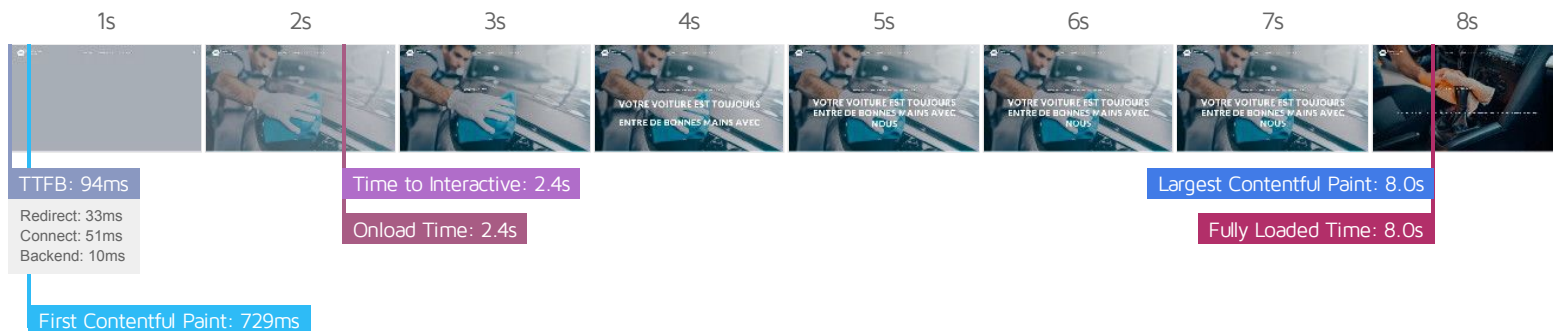 1s 2s 3s 4s 5s 6s 7s 8s
VOTRE VOITURE EST TOUJOURS
ENTRE DE BONNES MAINS AVEC
VOTRE VOITURE EST TOUJOURS
ENTRE DE BONNES MAINS AVEC
NOUS
VOTRE VOITURE EST TOUJOURS
ENTRE DE BONNES MAINS AVEC
NOUS
VOTRE VOITURE EST TOUJOURS
ENTRE DE BONNES MAINS AVEC
NOUS
TTFB: 94ms
Redirect: 33ms
Connect: 51ms
Backend: 10ms
First Contentful Paint: 729ms
Time to Interactive: 2.4s
Onload Time: 2.4s
Largest Contentful Paint: 8.0s
Fully Loaded Time: 8.0s